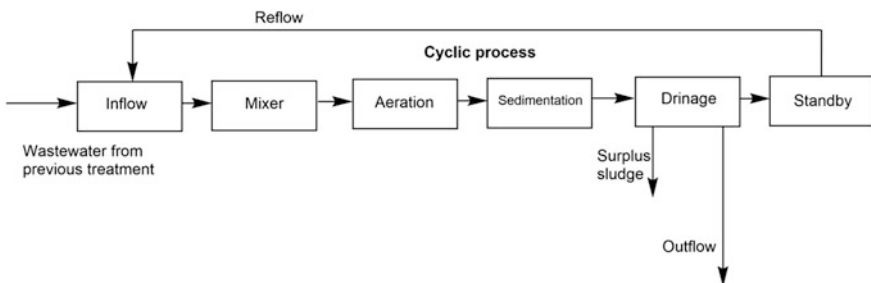 Reflow
Cyclic process
Inflow
Mixer
Aeration
Sedimentation
Drinage
Standby
Wastewater from
previous treatment
Surplus
sludge
Outflow